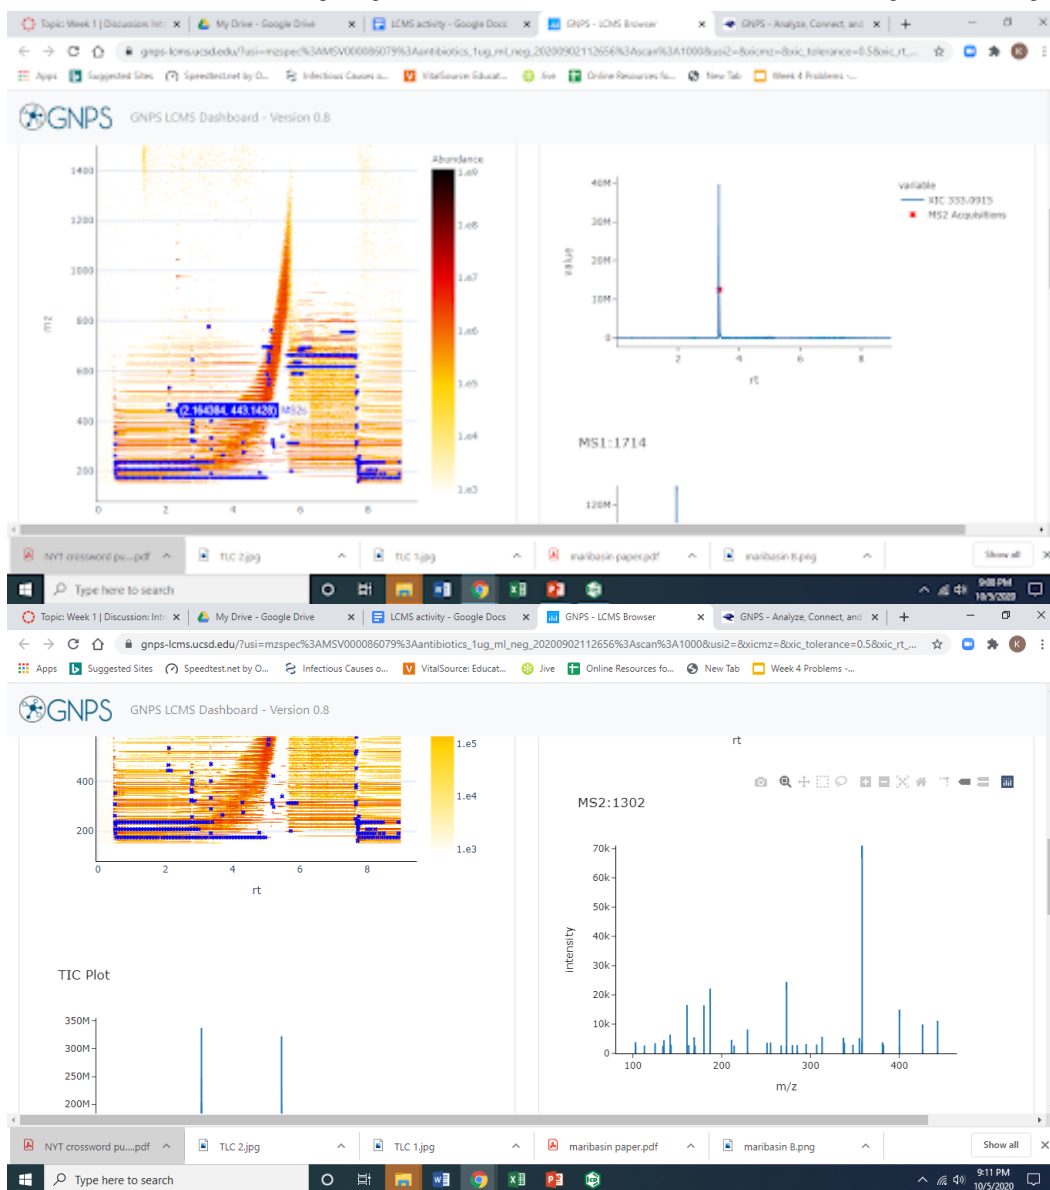 Topic: Week 1 | Discussion: Int
My Drive - Google Drive
LCMS activity - Google Docs
GNPS - LCMS Browser
GNPS - Analyze, Connect, and
gnps-lcms.ucsd.edu/?usi=mzspec%3AMSV000086079%3Aantibiotics_1ug_ml_neg_20200902112656%3Ascan%3A1000&usi2=&xicmz=&xic_tolerance=0.5&xic_rt_...
K
Apps
Suggested Sites
Speedtest.net by O...
Infectious Causes o...
VitalSource: Educat...
Jive
Online Resources fo...
New Tab
Week 4 Problems -...
GNPS
GNPS LCMS Dashboard - Version 0.8
Abundance
1400
1200
1000
800
600
400
200
mz
0
2
4
6
8
1.e9
1.e8
1.e7
1.e6
1.e5
1.e4
1.e3
(2.164384, 443.1428)
MS2s
40M
30M
20M
10M
0
value
2
4
6
8
rt
variable
XIC 333.0915
MS2 Acquisitions
MS1:1714
120M
NYT crossword pu....pdf
TLC 2.jpg
TLC 1.jpg
maribasin paper.pdf
maribasin B.png
Show all
Type here to search
9:08 PM
10/5/2020
Topic: Week 1 | Discussion: Int
My Drive - Google Drive
LCMS activity - Google Docs
GNPS - LCMS Browser
GNPS - Analyze, Connect, and
gnps-lcms.ucsd.edu/?usi=mzspec%3AMSV000086079%3Aantibiotics_1ug_ml_neg_20200902112656%3Ascan%3A1000&usi2=&xicmz=&xic_tolerance=0.5&xic_rt_...
K
Apps
Suggested Sites
Speedtest.net by O...
Infectious Causes o...
VitalSource: Educat...
Jive
Online Resources fo...
New Tab
Week 4 Problems -...
GNPS
GNPS LCMS Dashboard - Version 0.8
400
200
0
2
4
6
8
rt
1.e5
1.e4
1.e3
rt
MS2:1302
70k
60k
50k
40k
30k
20k
10k
0
intensity
100
200
300
400
m/z
TIC Plot
350M
300M
250M
200M
NYT crossword pu....pdf
TLC 2.jpg
TLC 1.jpg
maribasin paper.pdf
maribasin B.png
Show all
Type here to search
9:11 PM
10/5/2020